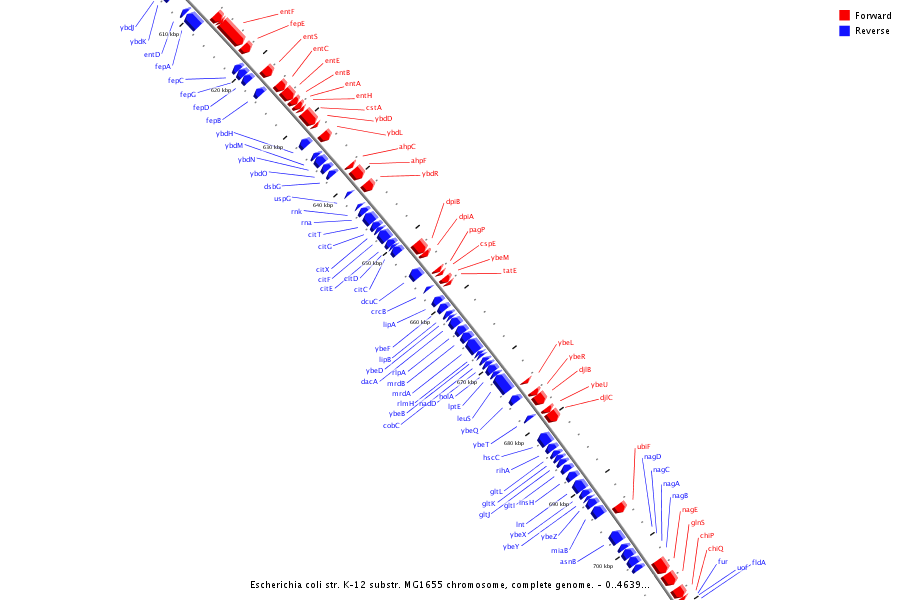 Forward
Reverse
entF
fepE
entS
entC
entE
entB
entA
entH
cstA
ybdD
ybdL
ahpC
ahpF
ybdR
dpiB
dpiA
pagP
cspE
ybeM
tatE
ybeL
ybeR
djlB
ybeU
djlC
ubiF
nagD
nagC
nagA
nagB
nagE
glnS
chiP
chiQ
fur
uof
fldA
ybdJ
ybdK
610 kbp
entD
fepA
fepC
620 kbp
fepG
fepD
fepB
ybdH
630 kbp
ybdM
ybdN
ybdO
dsbG
uspG
640 kbp
rnk
rna
citT
citG
650 kbp
citX
citF
citD
citE
citC
dcuC
crcB
lipA
660 kbp
ybeF
lipB
ybeD
ripA
dacA
mrdB
670 kbp
mrdA
holA
rlmH
nadD
lptE
ybeB
leuS
cobC
ybeQ
ybeT
680 kbp
hscC
rihA
gltL
gltK
gltI
insH
690 kbp
gltJ
lnt
ybeX
ybeZ
ybeY
miaB
asnB
700 kbp
Escherichia coli str. K-12 substr. MG1655 chromosome, complete genome. - 0..4639...